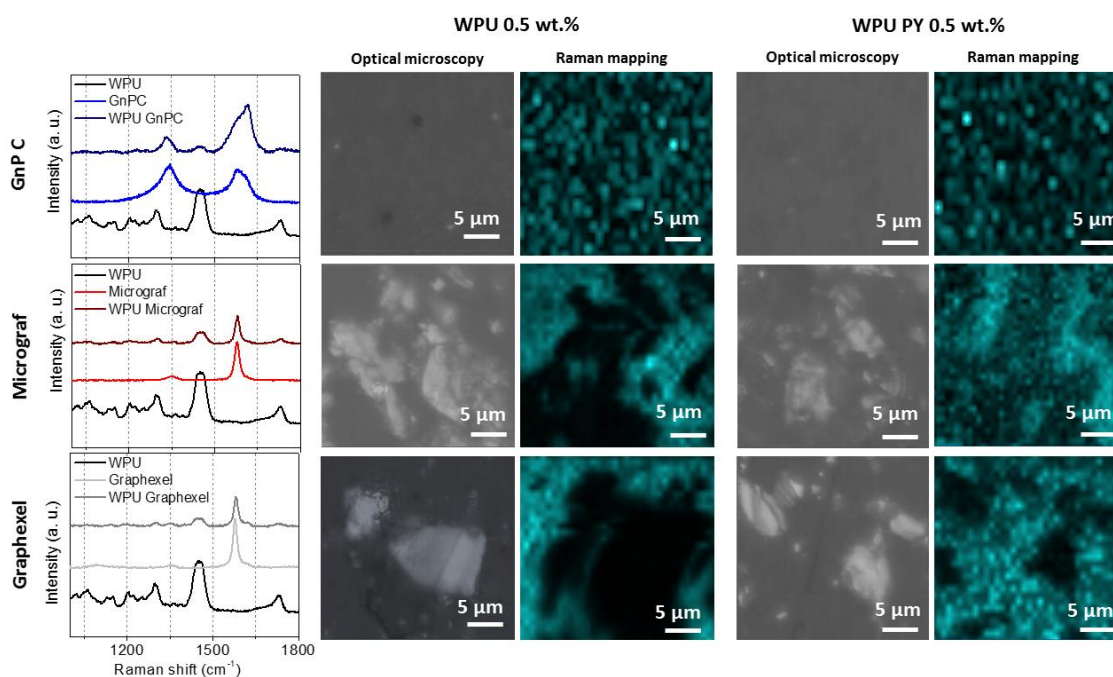 WPU 0.5 wt.%
WPU PY 0.5 wt.%
Optical microscopy
Raman mapping
Optical microscopy
Raman mapping
GnP C
Intensity (a. u.)
WPU
GnPC
WPU GnPC
5 µm
5 µm
5 µm
5 µm
Micrograf
Intensity (a. u.)
WPU
Micrograf
WPU Micrograf
5 µm
5 µm
5 µm
5 µm
Graphexel
Intensity (a. u.)
WPU
Graphexel
WPU Graphexel
5 µm
5 µm
5 µm
5 µm
1200 1500 1800
Raman shift (cm⁻¹)